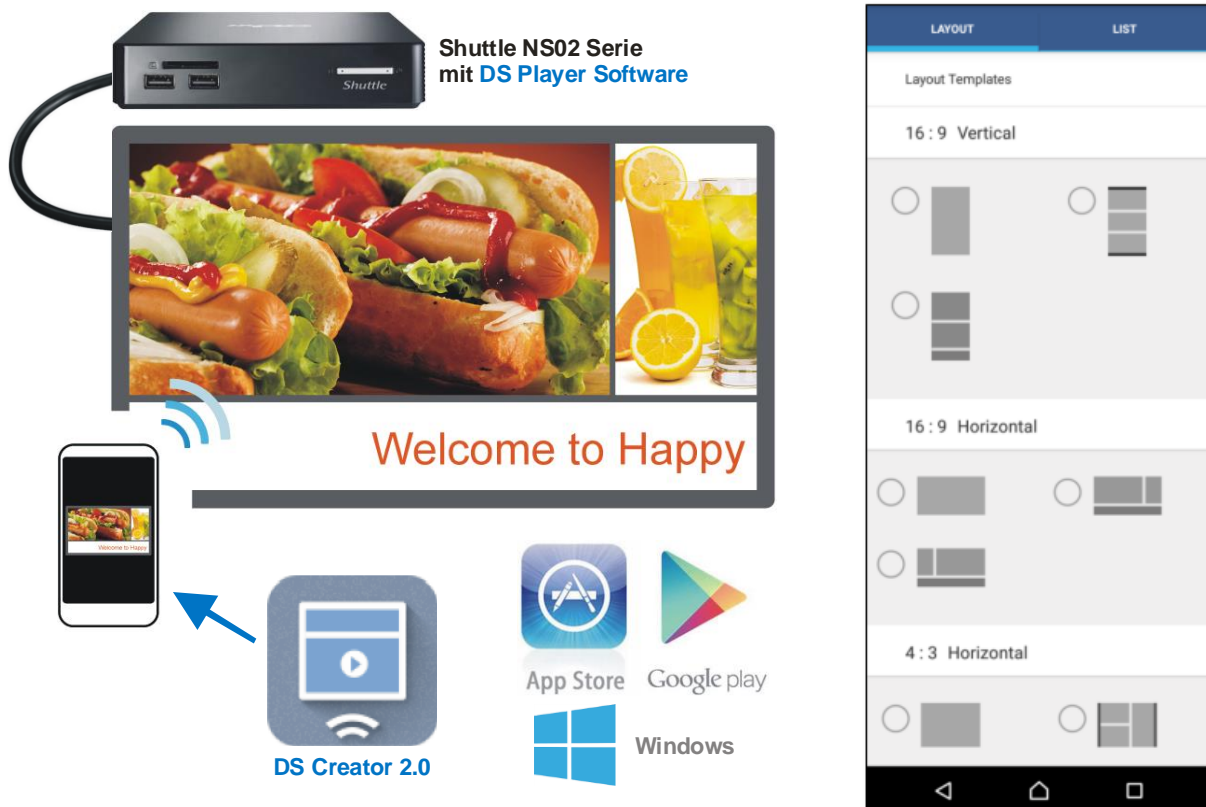 Shuttle NS02 Serie
mit DS Player Software
Shuttle
Welcome to Happy
Welcome to Happy
DS Creator 2.0
App Store
Google play
Windows
LAYOUT LIST
Layout Templates
16 : 9 Vertical
16 : 9 Horizontal
4 : 3 Horizontal